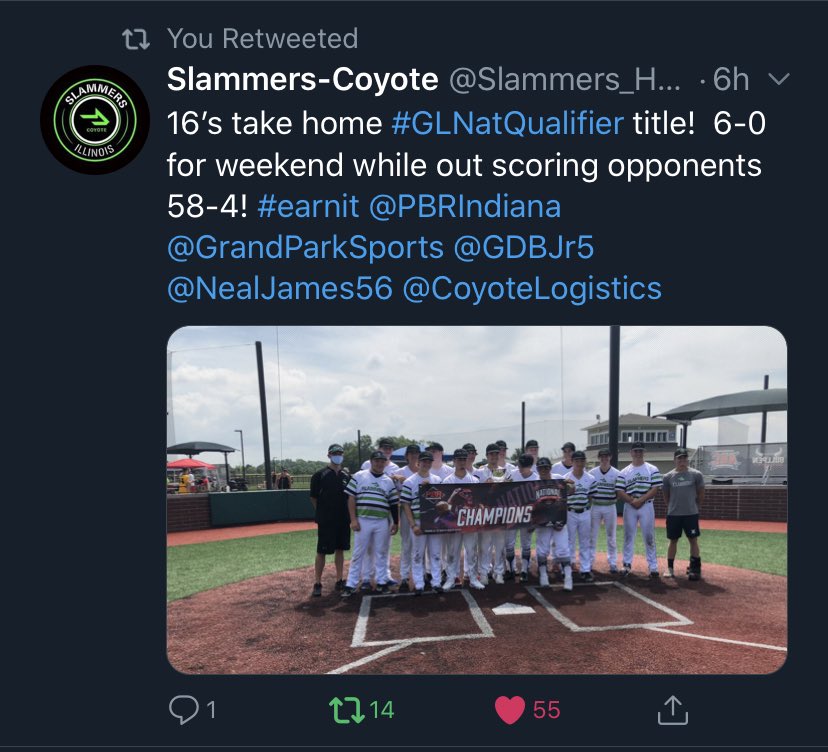 You Retweeted
Slammers-Coyote @Slammers_H... · 6h
16's take home #GLNatQualifier title! 6-0
for weekend while out scoring opponents
58-4! #earnit @PBRIndiana
@GrandParkSports @GDBJr5
@NealJames56 @CoyoteLogistics
SLAMMERS
COYOTE
ILLINOIS
NATIONAL
CHAMPIONS
1
14
55